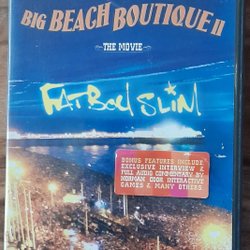 BIG BEACH BOUTIQUE II
THE MOVIE
FATBOY SLIM
BONUS FEATURES INCLUDE
EXCLUSIVE INTERVIEW &
FULL AUDIO COMMENTARY BY
NORMAN COOK INTERACTIVE
GAMES & MANY OTHERS